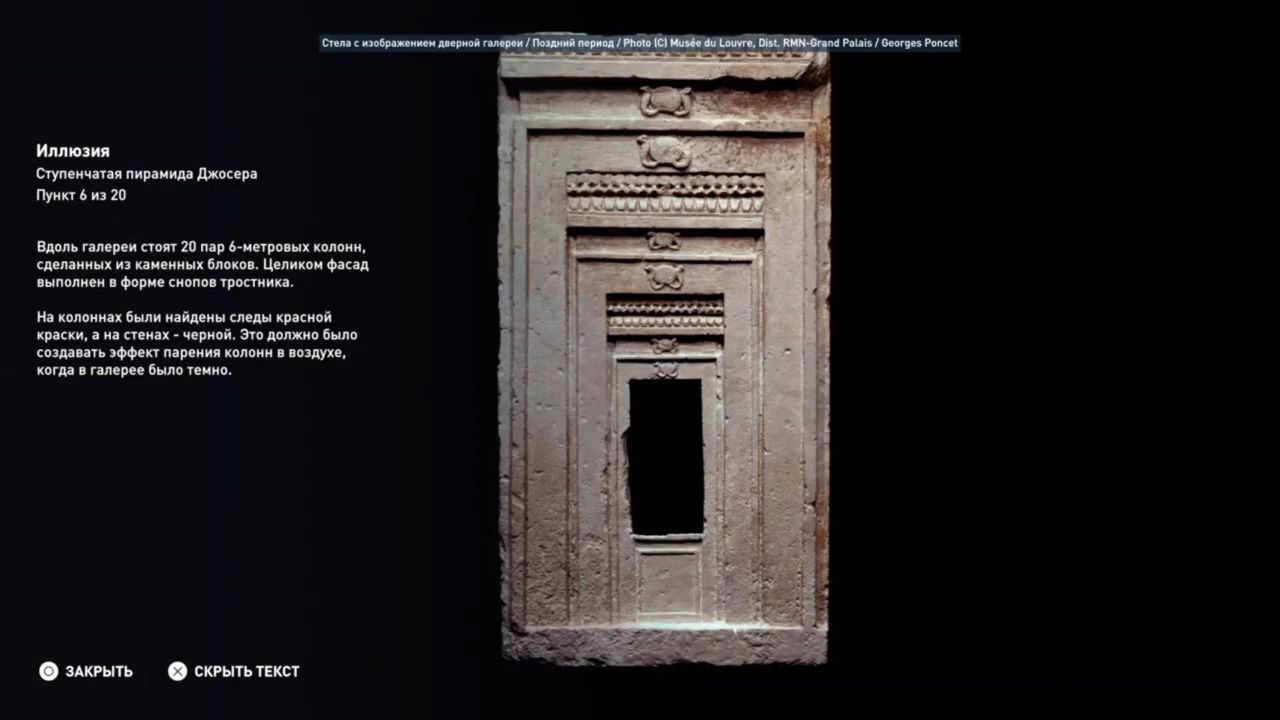 Стела с изображением дверной галереи / Поздний период / Photo (C) Musée du Louvre, Dist. RMN-Grand Palais / Georges Poncet
Иллюзия
Ступенчатая пирамида Джосера
Пункт 6 из 20
Вдоль галереи стоят 20 пар 6-метровых колонн,
сделанных из каменных блоков. Целиком фасад
выполнен в форме снопов тростника.
На колоннах были найдены следы красной
краски, а на стенах - черной. Это должно было
создавать эффект парения колонн в воздухе,
когда в галерее было темно.
ЗАКРЫТЬ
СКРЫТЬ ТЕКСТ